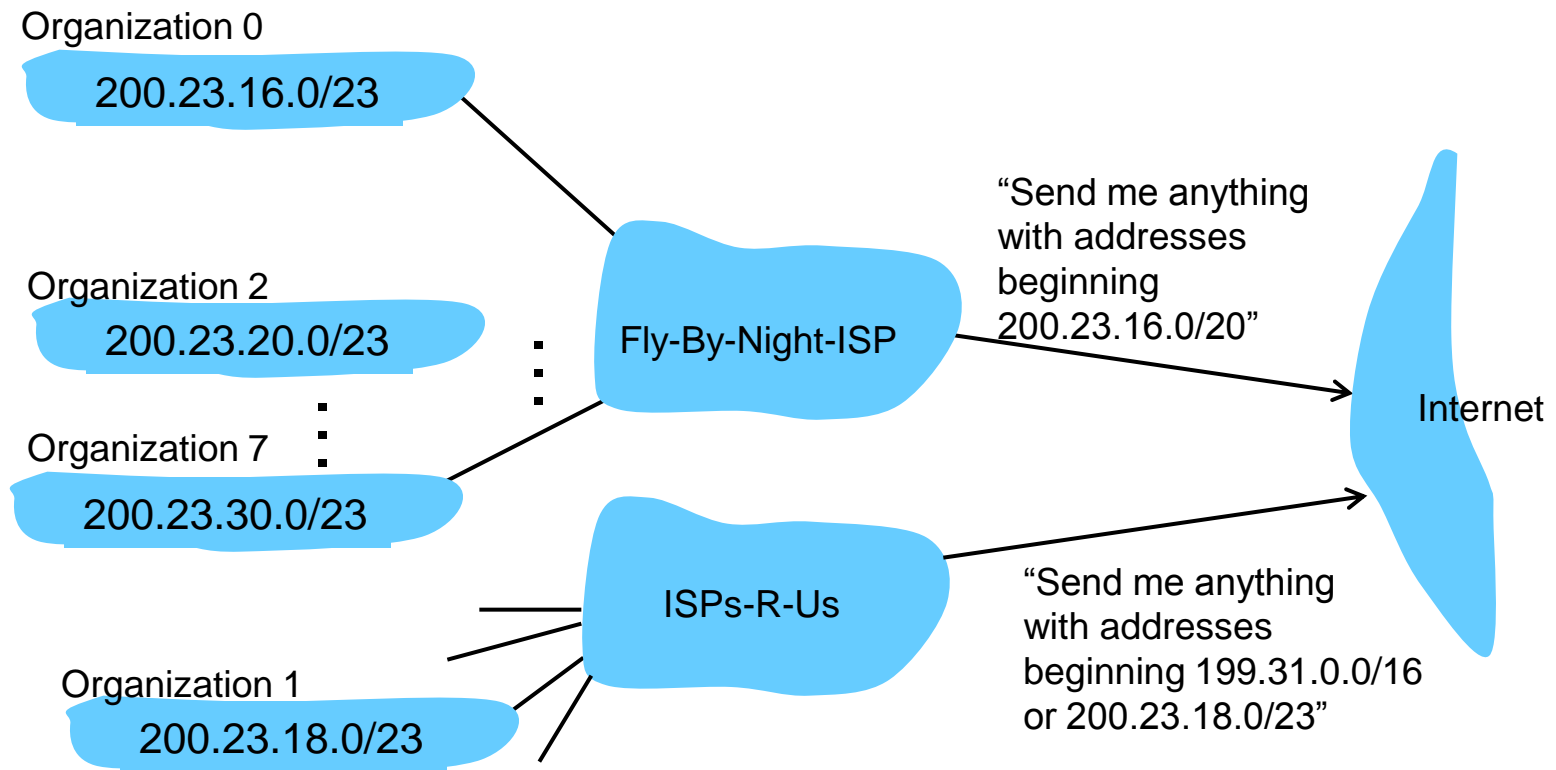 Organization 0
200.23.16.0/23
Organization 2
200.23.20.0/23
Organization 7
200.23.30.0/23
Fly-By-Night-ISP
“Send me anything
with addresses
beginning
200.23.16.0/20”
Internet
ISPs-R-Us
“Send me anything
with addresses
beginning 199.31.0.0/16
or 200.23.18.0/23”
Organization 1
200.23.18.0/23